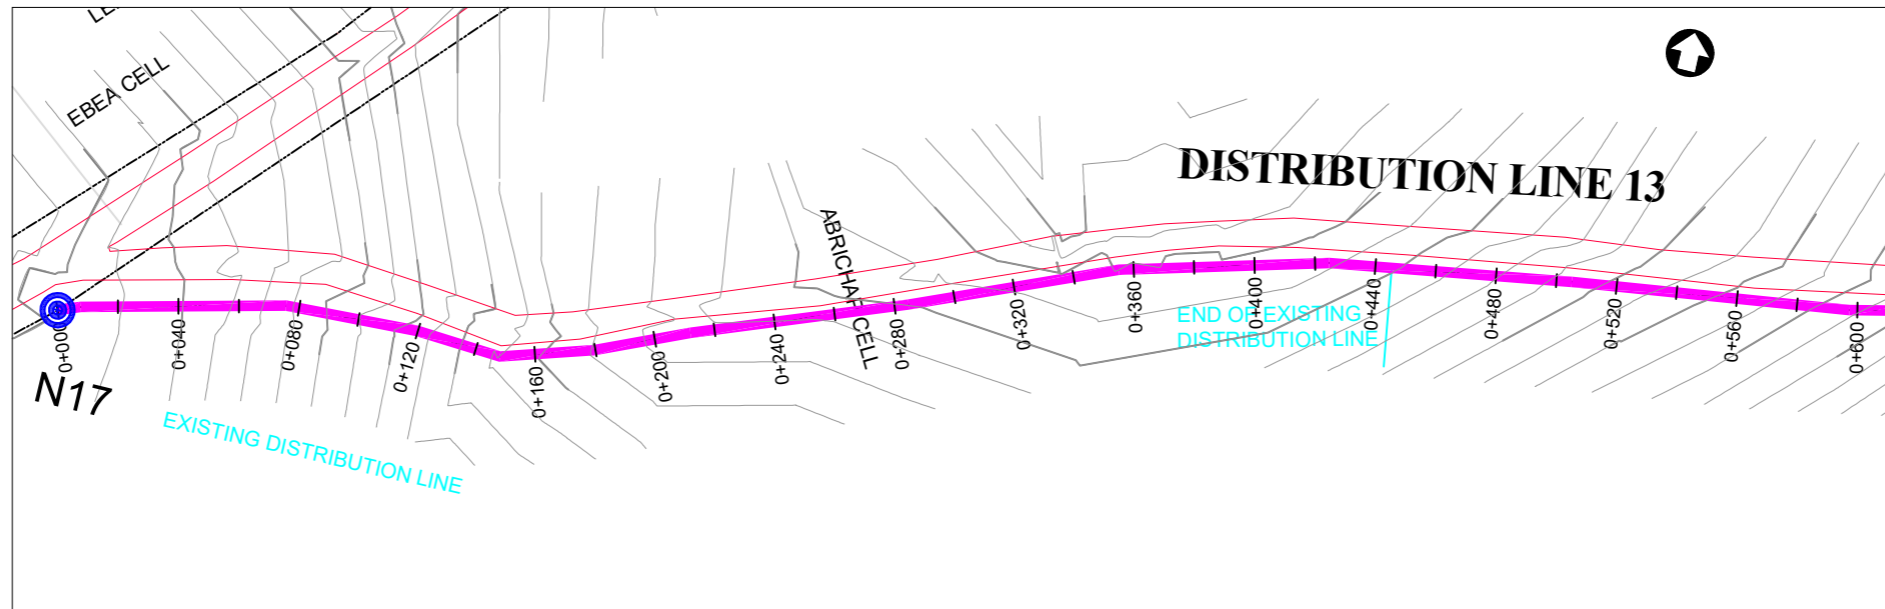 EBEA CELL
DISTRIBUTION LINE 13
ABRICHAF CELL
0+000
0+040
0+080
0+120
0+160
0+200
0+240
0+280
0+320
0+360
0+400
0+440
0+480
0+520
0+560
0+600
END OF EXISTING
DISTRIBUTION LINE
N17
EXISTING DISTRIBUTION LINE